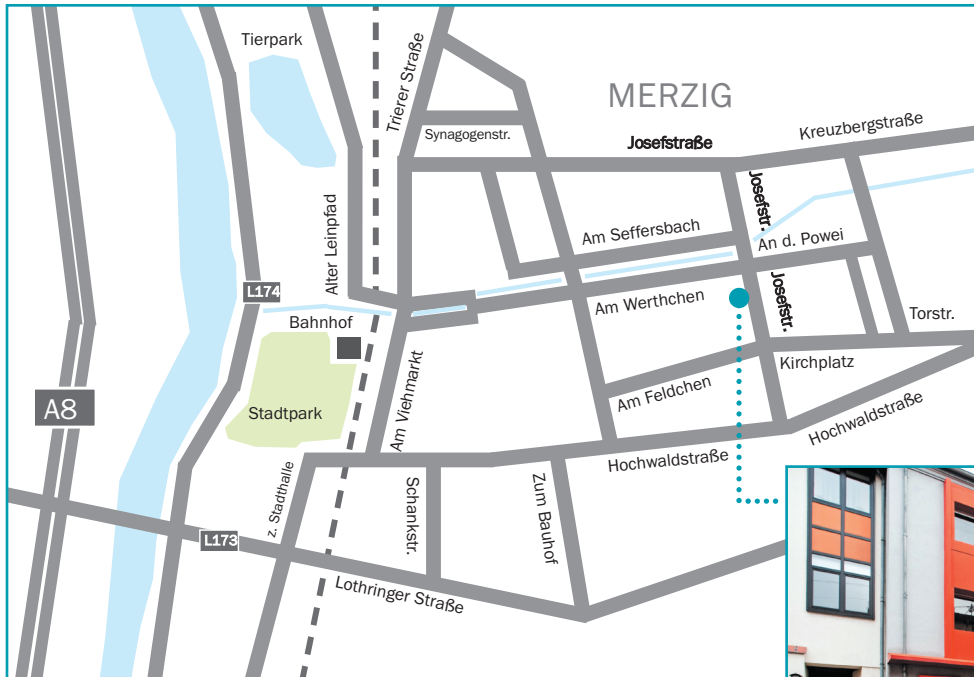 Tierpark
Trierer Straße
MERZIG
Synagogenstr.
Josefstraße
Kreuzbergstraße
Josefstr.
Alter Leinpfad
Am Seffersbach
An d. Powei
L174
Bahnhof
Am Werthchen
Josefstr.
Torstr.
Kirchplatz
A8
Stadtpark
Am Viehmarkt
Am Feldchen
Hochwaldstraße
Hochwaldstraße
z. Stadthalle
Schankstr.
Zum Bauhof
L173
Lothringer Straße